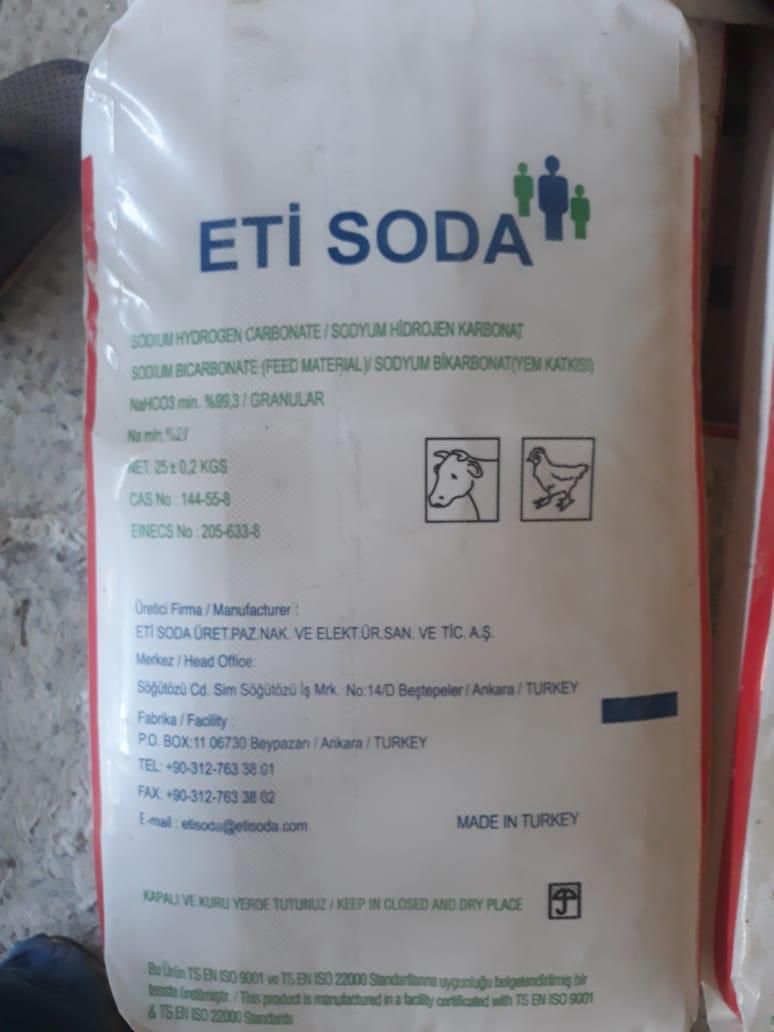 ETİ SODA
SODIUM HYDROGEN CARBONATE / SODYUM HİDROJEN KARBONAT
SODIUM BICARBONATE (FEED MATERIAL)/ SODYUM BİKARBONAT(YEM KATKISI)
NaHCO3 min. %99,3 / GRANULAR
Na min. %27
NET: 25 ± 0,2 KGS
CAS No : 144-55-8
EINECS No : 205-633-8
Üretici Firma / Manufacturer :
ETİ SODA ÜRET.PAZ.NAK. VE ELEKT.ÜR.SAN. VE TİC. A.Ş.
Merkez / Head Office:
Söğütözü Cd. Sim Söğütözü İş Mrk. No:14/D Beştepeler / Ankara / TURKEY
Fabrika / Facility :
P.O. BOX:11 06730 Beypazarı / Ankara / TURKEY
TEL: +90-312-763 38 01
FAX: +90-312-763 38 02
E-mail : etisoda@etisoda.com
MADE IN TURKEY
KAPALI VE KURU YERDE TUTUNUZ / KEEP IN CLOSED AND DRY PLACE
Bu Ürün TS EN ISO 9001 ve TS EN ISO 22000 Standartlarına uygunluğu belgelendirilmiş bir
tesiste üretilmiştir. / This product is manufactured in a facility certificated with TS EN ISO 9001
& TS EN ISO 22000 Standards